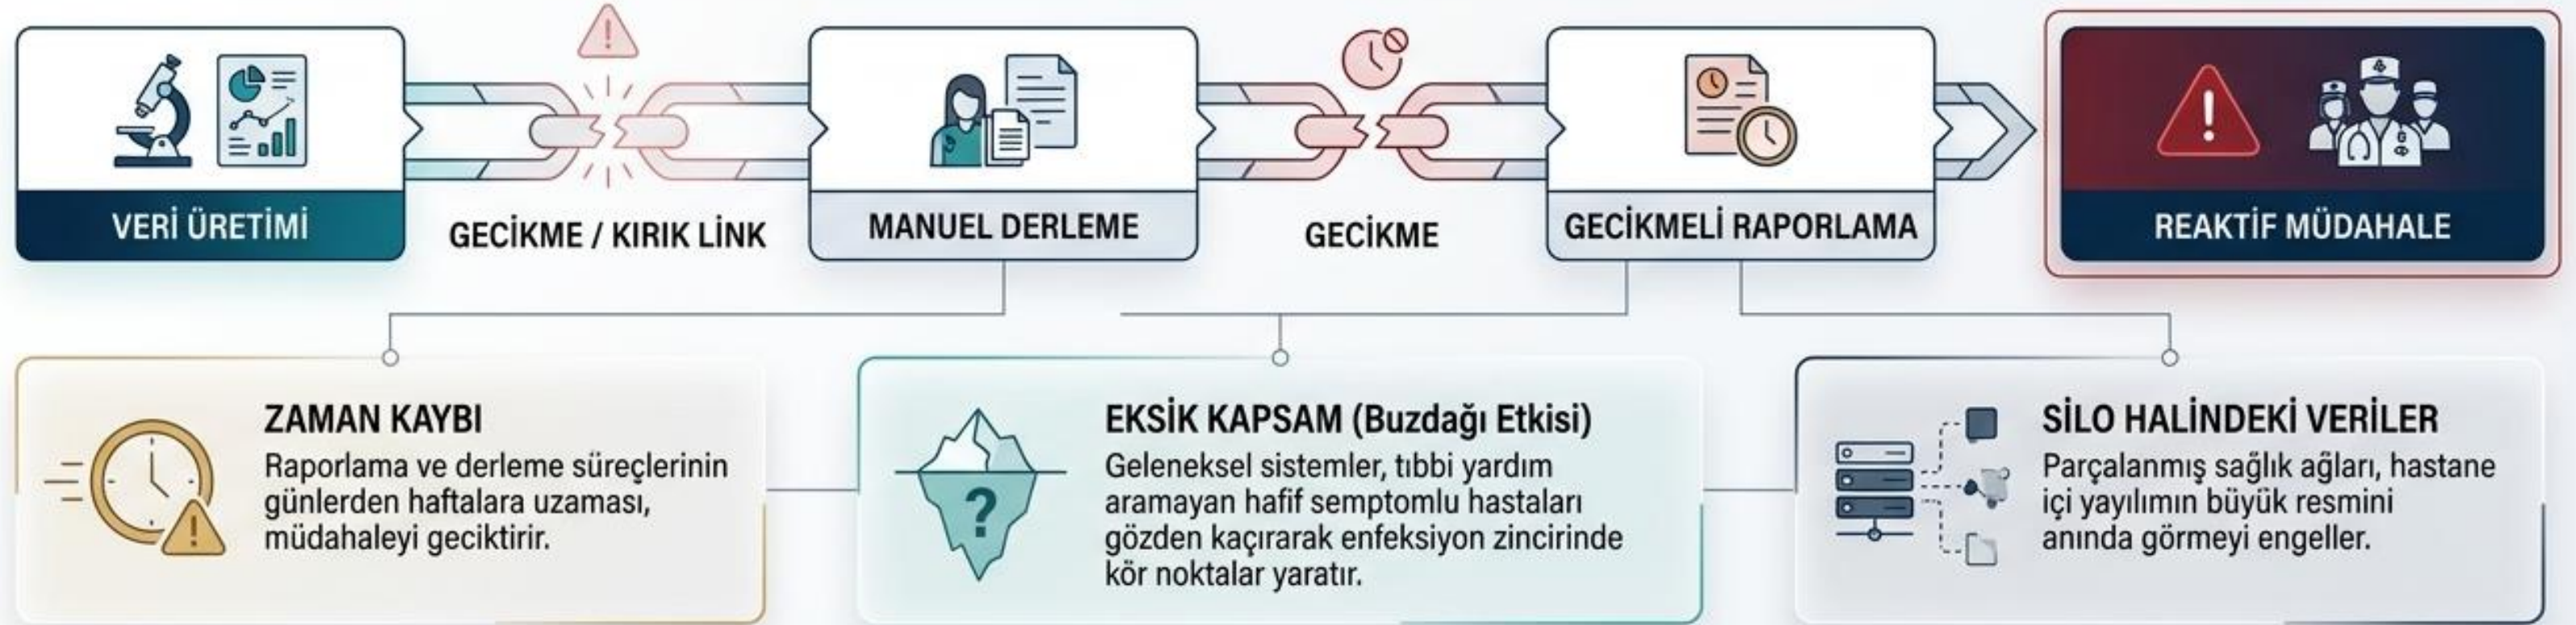 VERİ ÜRETİMİ
GECİKME / KIRIK LİNK
MANUEL DERLEME
GECİKME
GECİKMELİ RAPORLAMA
REAKTİF MÜDAHALE
ZAMAN KAYBI
Raporlama ve derleme süreçlerinin
günlerden haftalara uzaması,
müdahaleyi geciktirir.
EKSİK KAPSAM (Buzdağı Etkisi)
Geleneksel sistemler, tıbbi yardım
aramayan hafif semptomlu hastaları
gözden kaçırarak enfeksiyon zincirinde
kör noktalar yaratır.
SİLO HALİNDEKİ VERİLER
Parçalanmış sağlık ağları, hastane
içi yayılımın büyük resmini
anında görmeyi engeller.